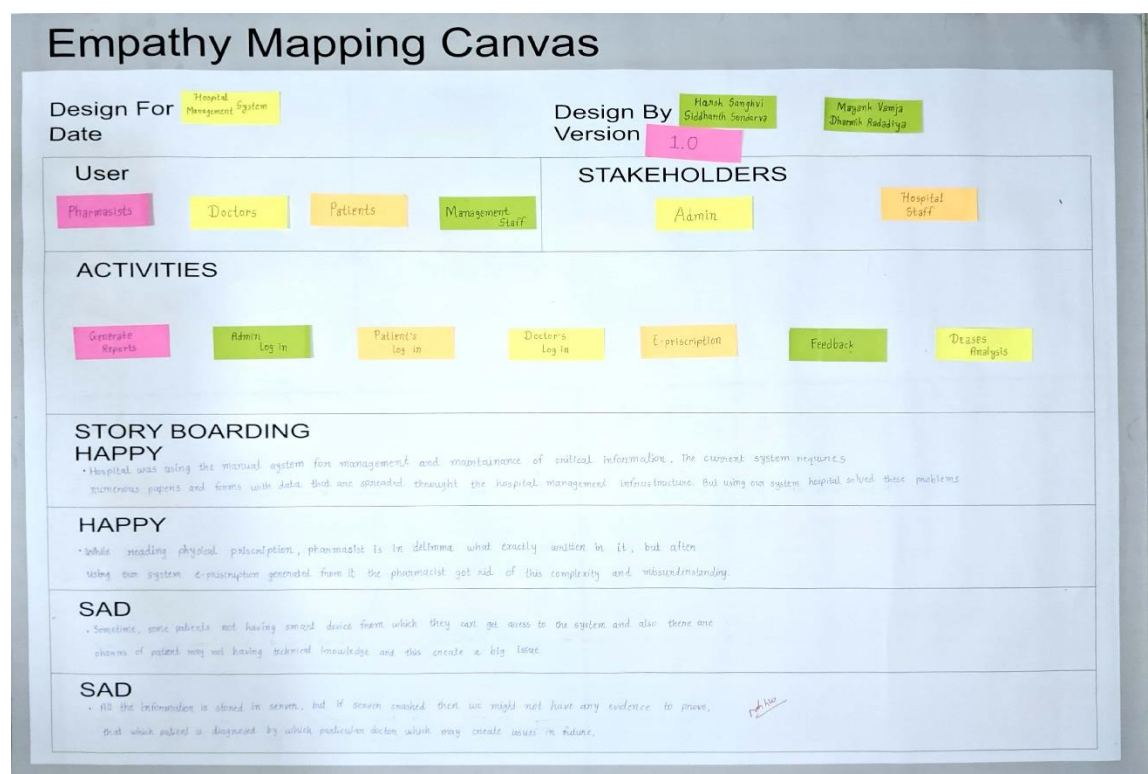 Empathy Mapping Canvas
Design For
Hospital
Management System
Date
Design By
Harsh Sanghvi
Siddhanth Sondarva
Mayank Vamja
Dharmik Radadiya
Version
1.0
User
Pharmasists
Doctors
Patients
Management
Staff
STAKEHOLDERS
Admin
Hospital
Staff
ACTIVITIES
Generate
Reports
Admin
Log in
Patient's
log in
Doctor's
Log in
E-priscription
Feedback
Deases
Analysis
STORY BOARDING
HAPPY
• Hospital was using the manual system for management and maintainance of critical information. The current system requires
numerous papers and forms with data that are spreaded throught the hospital management infrastructure. But using our system hospital solved these problems
HAPPY
• While reading physical priscription, pharmasist is in delimma what exactly written in it, but after
using our system e-priscription generated from it the pharmacist got rid of this complexity and missunderstanding.
SAD
• Sometime, some patients not having smart device from which they can get acess to the system and also there are
chances of patient may not having technical knowledge and this create a big issue.
SAD
• All the information is stored in server, but if server crashed then we might not have any evidence to prove,
that which patient is diagnosed by which particular doctor which may create issues in future.